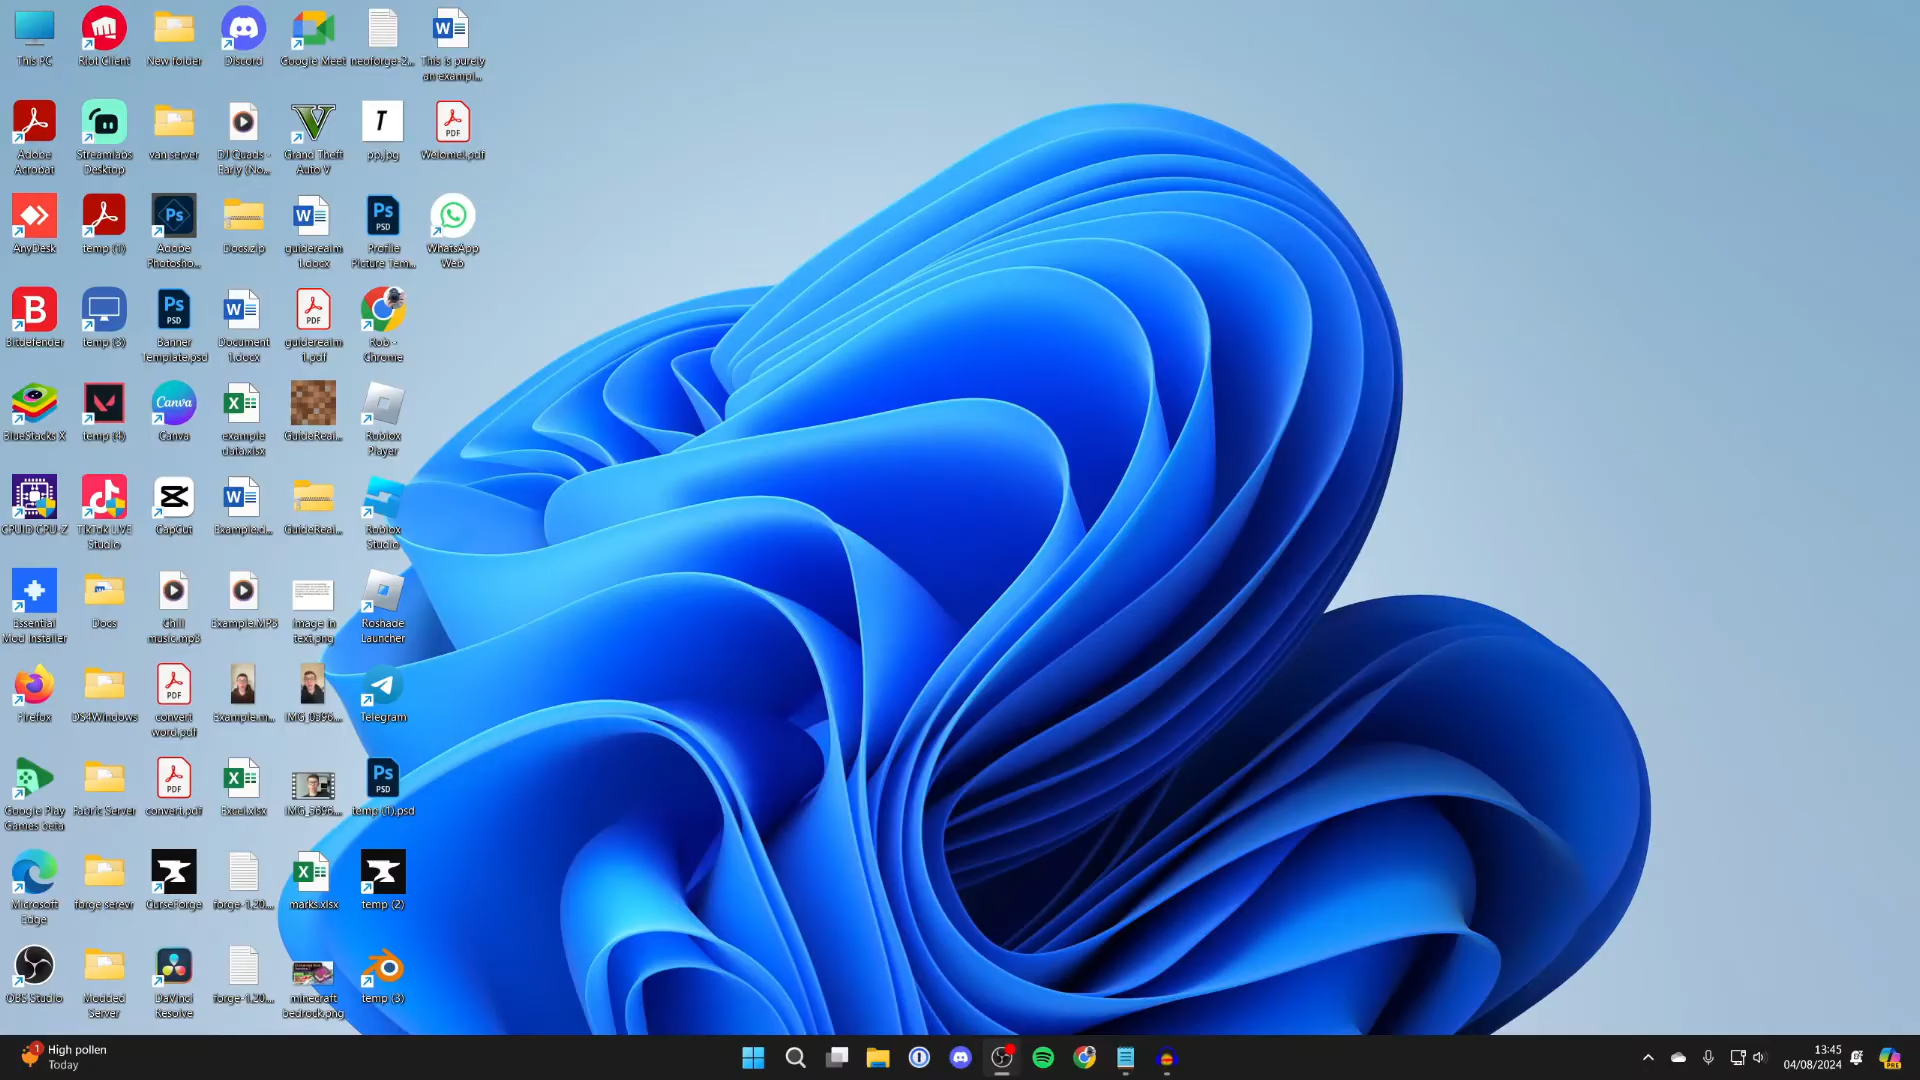 This PC
Riot Client
New folder
Discord
Google Meet
neoforge-2...
This is purely
an exampl...
Adobe
Acrobat
Streamlabs
Desktop
van server
DJ Quads -
Early (No...
Grand Theft
Auto V
pp.jpg
Welome!.pdf
AnyDesk
temp (1)
Adobe
Photosho...
Docs.zip
guiderealm
1.docx
Profile
Picture Tem...
WhatsApp
Web
Bitdefender
temp (3)
Banner
Template.psd
Document
1.docx
guiderealm
1.pdf
Rob -
Chrome
BlueStacks X
temp (4)
Canva
example
data.xlsx
GuideReal...
Roblox
Player
CPUID CPU-Z
TikTok LIVE
Studio
CapCut
Example.d...
GuideReal...
Roblox
Studio
Essential
Mod Installer
Docs
Chill
music.mp3
Example.MP3
Image in
text.png
Roshade
Launcher
Firefox
DS4Windows
convert
word.pdf
Example.m...
IMG_0396....
Telegram
Google Play
Games beta
Fabric Server
convert.pdf
Excel.xlsx
IMG_3696....
temp (1).psd
Microsoft
Edge
forge serevr
CurseForge
forge-1.20....
marks.xlsx
temp (2)
OBS Studio
Modded
Server
DaVinci
Resolve
forge-1.20....
minecraft
bedrock.png
temp (3)
High pollen
Today
13:45
04/08/2024